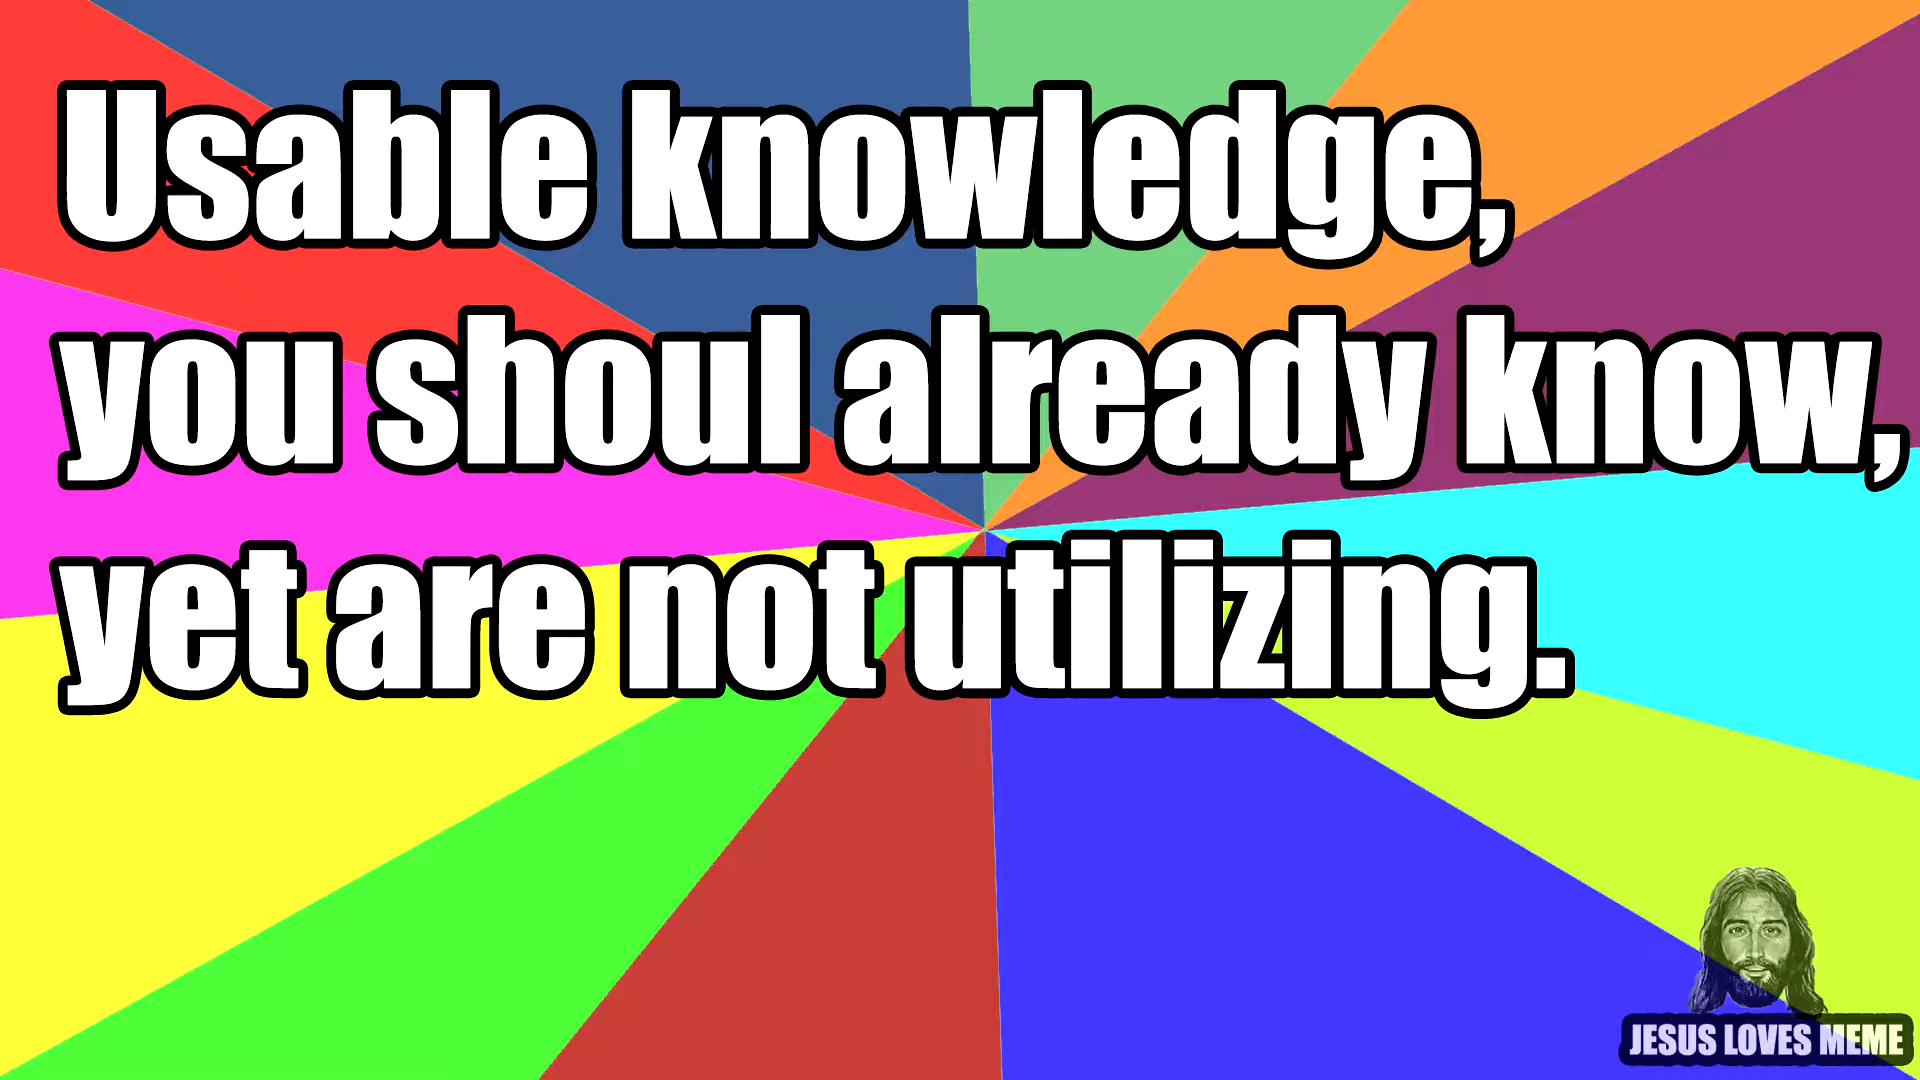 Usable knowledge,
you shoul already know,
yet are not utilizing.
JESUS LOVES MEME